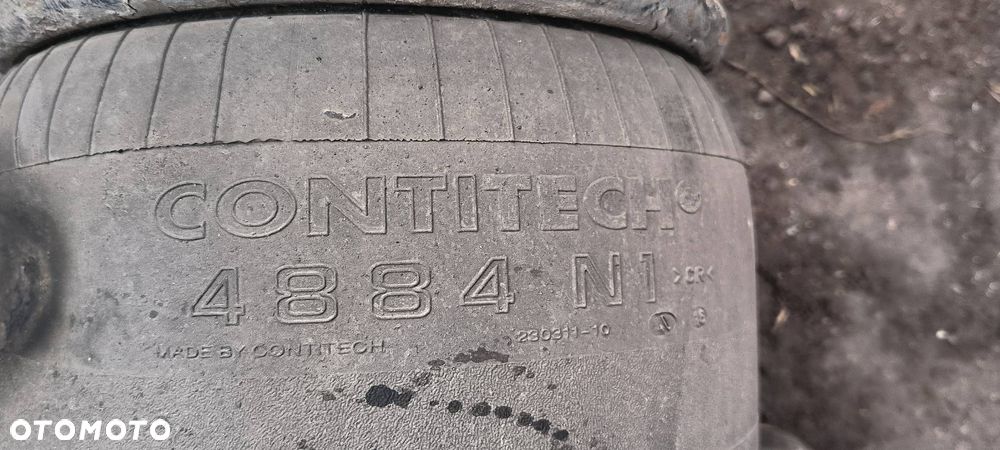 CONTITECH®
4884 N1 >CR<
230311-10
MADE BY CONTITECH
OTOMOTO